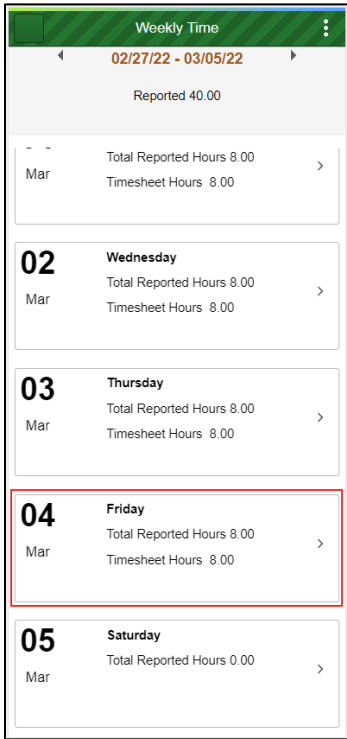 Weekly Time
02/27/22 - 03/05/22
Reported 40.00
Mar
Total Reported Hours 8.00
Timesheet Hours 8.00
02
Mar
Wednesday
Total Reported Hours 8.00
Timesheet Hours 8.00
03
Mar
Thursday
Total Reported Hours 8.00
Timesheet Hours 8.00
04
Mar
Friday
Total Reported Hours 8.00
Timesheet Hours 8.00
05
Mar
Saturday
Total Reported Hours 0.00